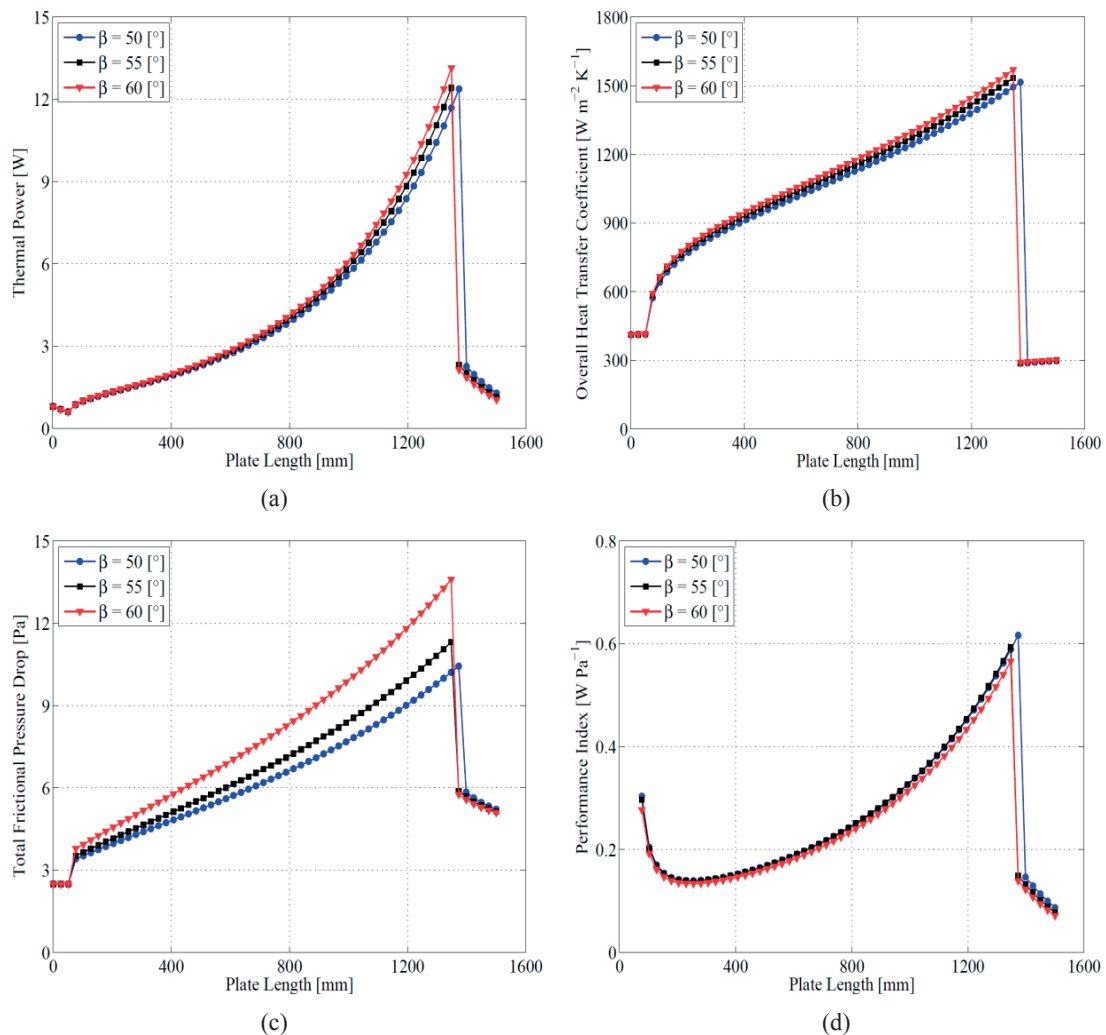 15
12
9
6
3
0
Thermal Power [W]
β = 50 [°]
β = 55 [°]
β = 60 [°]
0 400 800 1200 1600
Plate Length [mm]
(a)
1800
1500
1200
900
600
300
0
Overall Heat Transfer Coefficient [W m⁻² K⁻¹]
β = 50 [°]
β = 55 [°]
β = 60 [°]
0 400 800 1200 1600
Plate Length [mm]
(b)
15
12
9
6
3
0
Total Frictional Pressure Drop [Pa]
β = 50 [°]
β = 55 [°]
β = 60 [°]
0 400 800 1200 1600
Plate Length [mm]
(c)
0.8
0.6
0.4
0.2
0
Performance Index [W Pa⁻¹]
β = 50 [°]
β = 55 [°]
β = 60 [°]
0 400 800 1200 1600
Plate Length [mm]
(d)